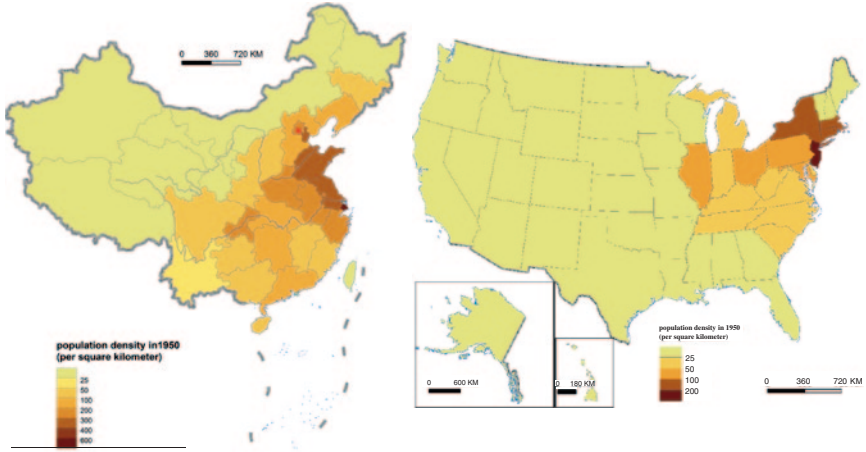 0 360 720 KM
population density in1950
(per square kilometer)
25
50
100
200
300
400
600
0 600 KM
0 180 KM
population density in 1950
(per square kilometer)
25
50
100
200
0 360 720 KM